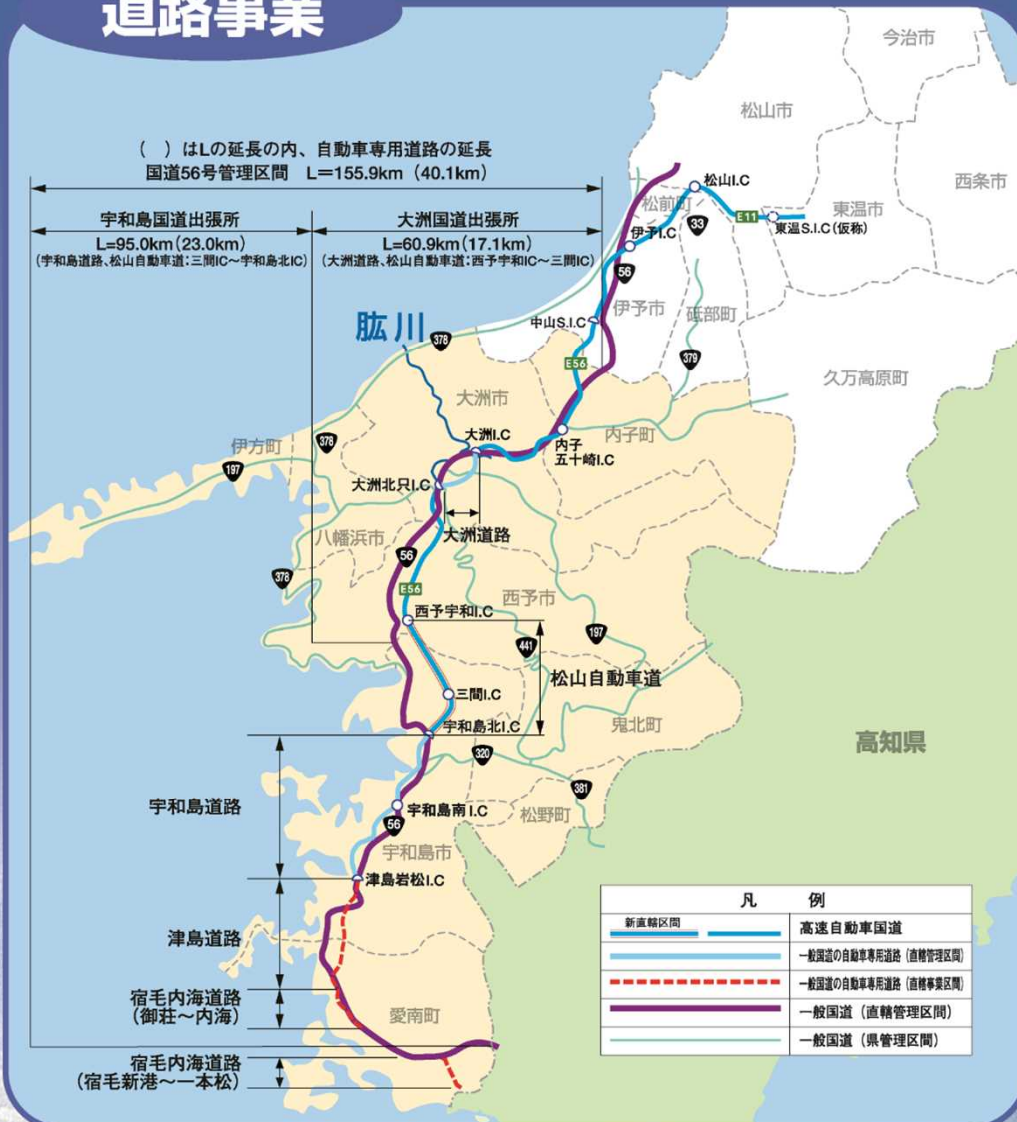 道路事業
( )はLの延長の内、自動車専用道路の延長
国道56号管理区間 L=155.9km(40.1km)
宇和島国道出張所
L=95.0km(23.0km)
(宇和島道路、松山自動車道:三間IC~宇和島北IC)
大洲国道出張所
L=60.9km(17.1km)
(大洲道路、松山自動車道:西予宇和IC~三間IC)
今治市
松山市
西条市
松山I.C
松前町
E11
東温市
東温S.I.C(仮称)
33
伊予I.C
56
伊予市
砥部町
中山S.I.C
肱川
378
E56
379
久万高原町
大洲市
大洲I.C
内子町
内子
五十崎I.C
伊方町
378
197
大洲北只I.C
大洲道路
八幡浜市
56
378
E56
西予宇和I.C
西予市
197
441
松山自動車道
三間I.C
宇和島北I.C
鬼北町
高知県
320
381
宇和島道路
宇和島南I.C
56
松野町
宇和島市
津島岩松I.C
津島道路
宿毛内海道路
(御荘~内海)
愛南町
宿毛内海道路
(宿毛新港~一本松)
凡 例
新直轄区間
高速自動車国道
一般国道の自動車専用道路(直轄管理区間)
一般国道の自動車専用道路(直轄事業区間)
一般国道(直轄管理区間)
一般国道(県管理区間)